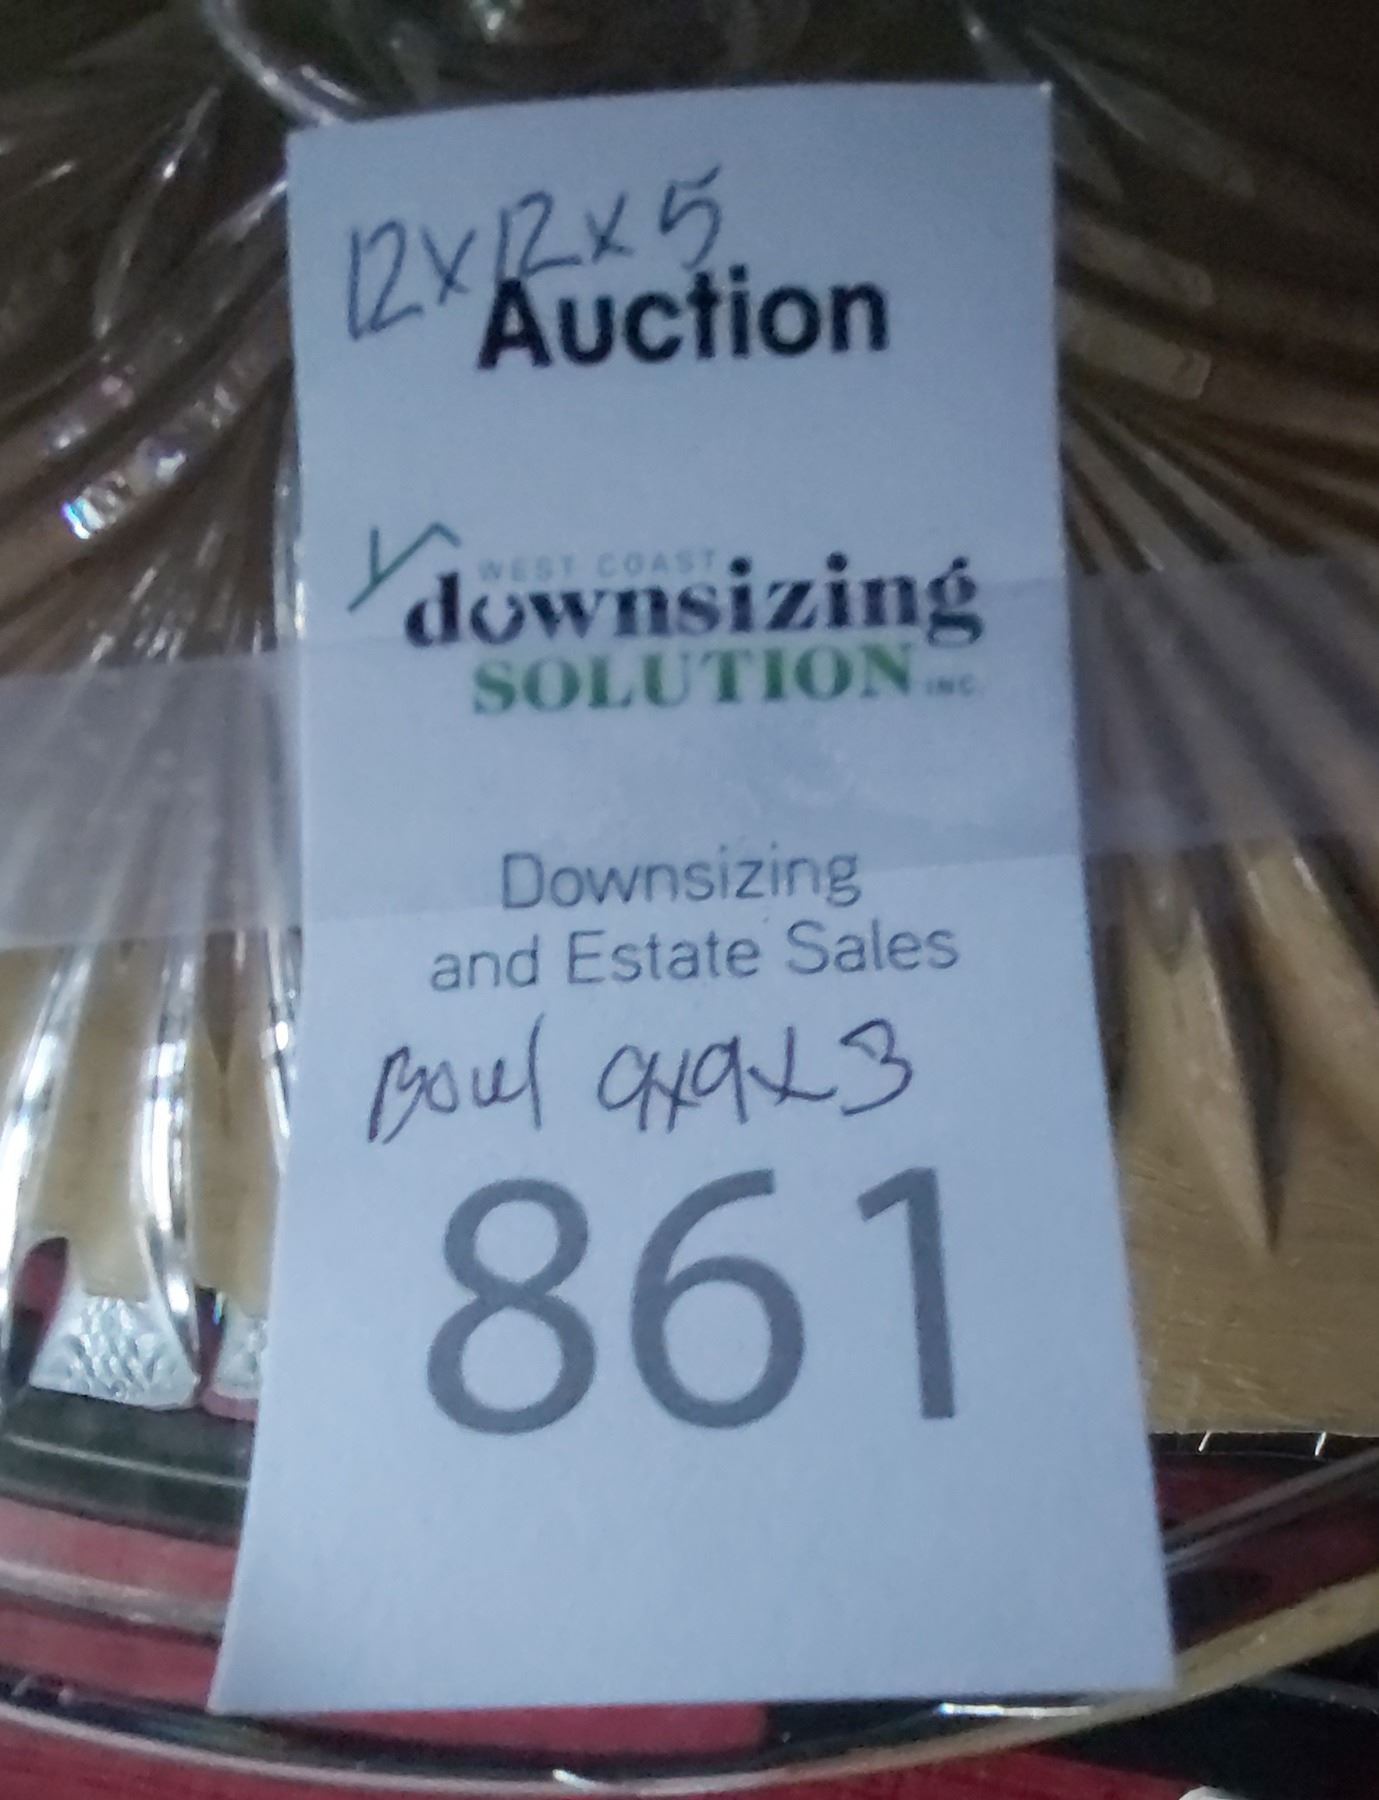 12x12x5
Auction
WEST COAST
downsizing
SOLUTION INC.
Downsizing
and Estate Sales
Bowl 9x9x3
861